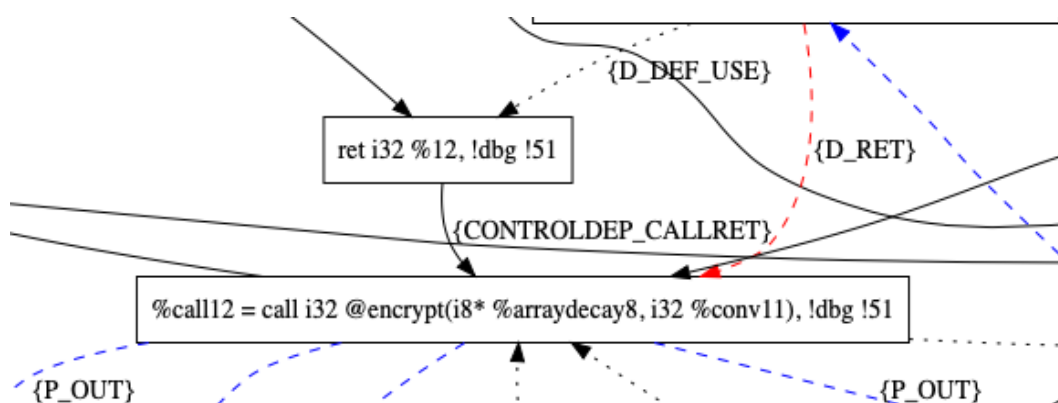 {D_DEF_USE}
ret i32 %12, !dbg !51
{D_RET}
{CONTROLDEP_CALLRET}
%call12 = call i32 @encrypt(i8* %arraydecay8, i32 %conv11), !dbg !51
{P_OUT}
{P_OUT}